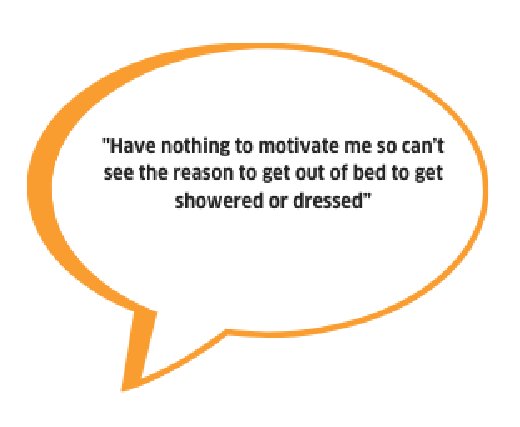 "Have nothing to motivate me so can't
see the reason to get out of bed to get
showered or dressed"